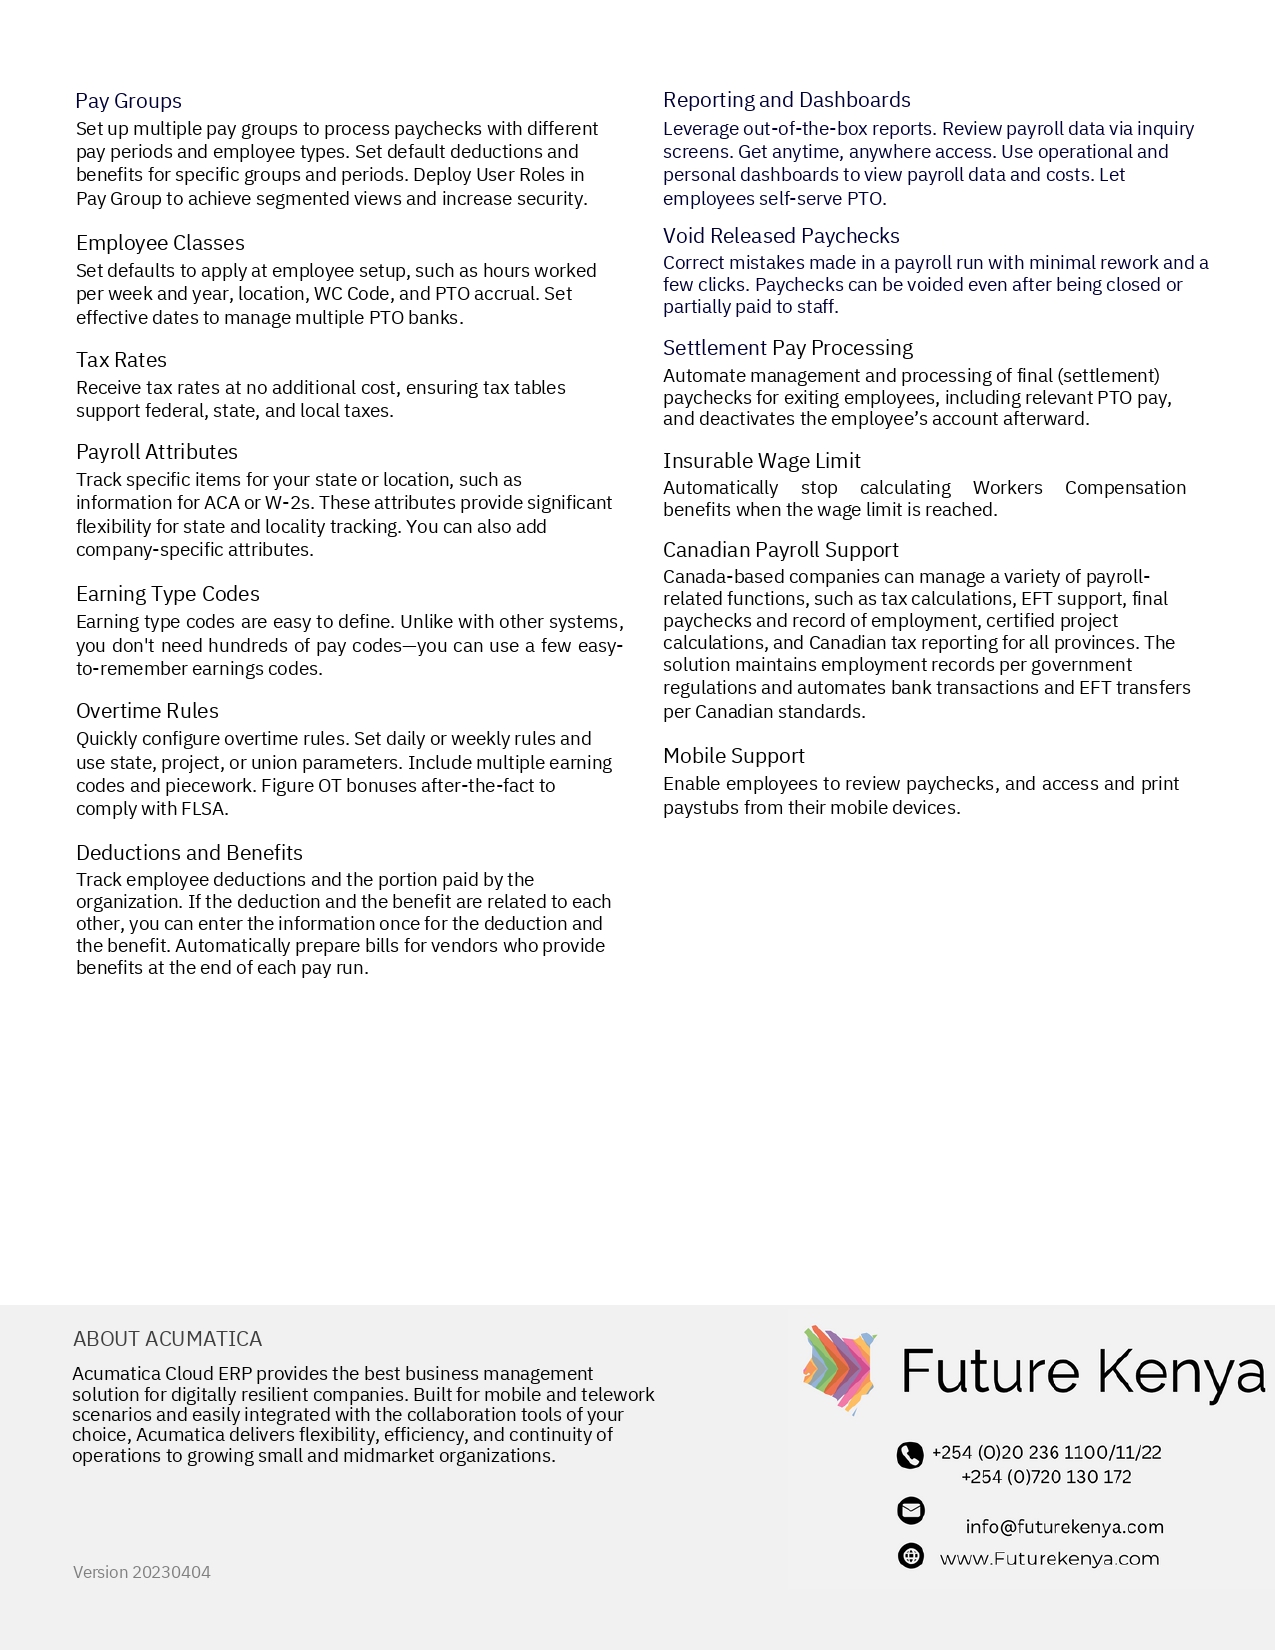 Pay Groups
Set up multiple pay groups to process paychecks with different
pay periods and employee types. Set default deductions and
benefits for specific groups and periods. Deploy User Roles in
Pay Group to achieve segmented views and increase security.
Employee Classes
Set defaults to apply at employee setup, such as hours worked
per week and year, location, WC Code, and PTO accrual. Set
effective dates to manage multiple PTO banks.
Tax Rates
Receive tax rates at no additional cost, ensuring tax tables
support federal, state, and local taxes.
Payroll Attributes
Track specific items for your state or location, such as
information for ACA or W-2s. These attributes provide significant
flexibility for state and locality tracking. You can also add
company-specific attributes.
Earning Type Codes
Earning type codes are easy to define. Unlike with other systems,
you don't need hundreds of pay codes—you can use a few easy-
to-remember earnings codes.
Overtime Rules
Quickly configure overtime rules. Set daily or weekly rules and
use state, project, or union parameters. Include multiple earning
codes and piecework. Figure OT bonuses after-the-fact to
comply with FLSA.
Deductions and Benefits
Track employee deductions and the portion paid by the
organization. If the deduction and the benefit are related to each
other, you can enter the information once for the deduction and
the benefit. Automatically prepare bills for vendors who provide
benefits at the end of each pay run.
Reporting and Dashboards
Leverage out-of-the-box reports. Review payroll data via inquiry
screens. Get anytime, anywhere access. Use operational and
personal dashboards to view payroll data and costs. Let
employees self-serve PTO.
Void Released Paychecks
Correct mistakes made in a payroll run with minimal rework and a
few clicks. Paychecks can be voided even after being closed or
partially paid to staff.
Settlement Pay Processing
Automate management and processing of final (settlement)
paychecks for exiting employees, including relevant PTO pay,
and deactivates the employee’s account afterward.
Insurable Wage Limit
Automatically stop calculating Workers Compensation
benefits when the wage limit is reached.
Canadian Payroll Support
Canada-based companies can manage a variety of payroll-
related functions, such as tax calculations, EFT support, final
paychecks and record of employment, certified project
calculations, and Canadian tax reporting for all provinces. The
solution maintains employment records per government
regulations and automates bank transactions and EFT transfers
per Canadian standards.
Mobile Support
Enable employees to review paychecks, and access and print
paystubs from their mobile devices.
ABOUT ACUMATICA
Acumatica Cloud ERP provides the best business management
solution for digitally resilient companies. Built for mobile and telework
scenarios and easily integrated with the collaboration tools of your
choice, Acumatica delivers flexibility, efficiency, and continuity of
operations to growing small and midmarket organizations.
Version 20230404
Future Kenya
+254 (0)20 236 1100/11/22
+254 (0)720 130 172
info@futurekenya.com
www.Futurekenya.com